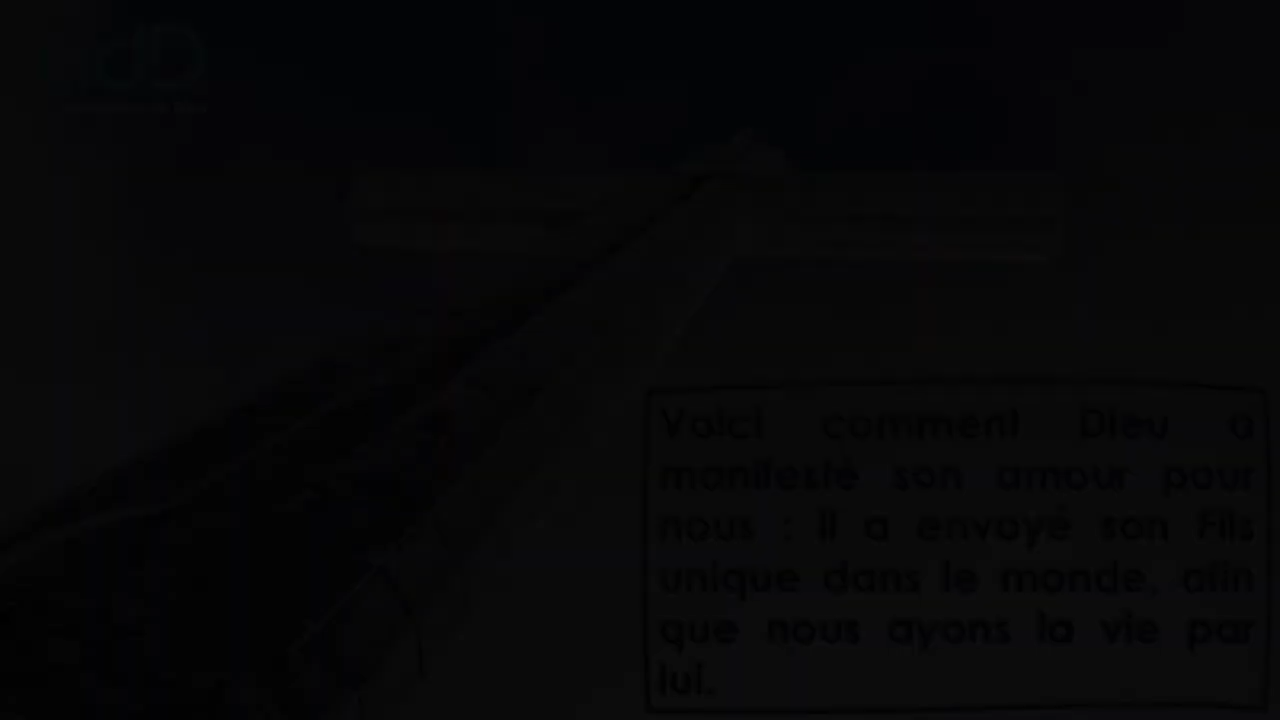 Voici comment Dieu a
manifesté son amour pour
nous : Il a envoyé son Fils
unique dans le monde, afin
que nous ayons la vie par
lui.